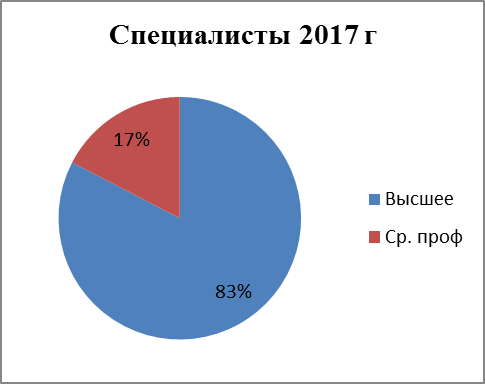 Специалисты 2017 г
17%
Высшее
Ср. проф
83%